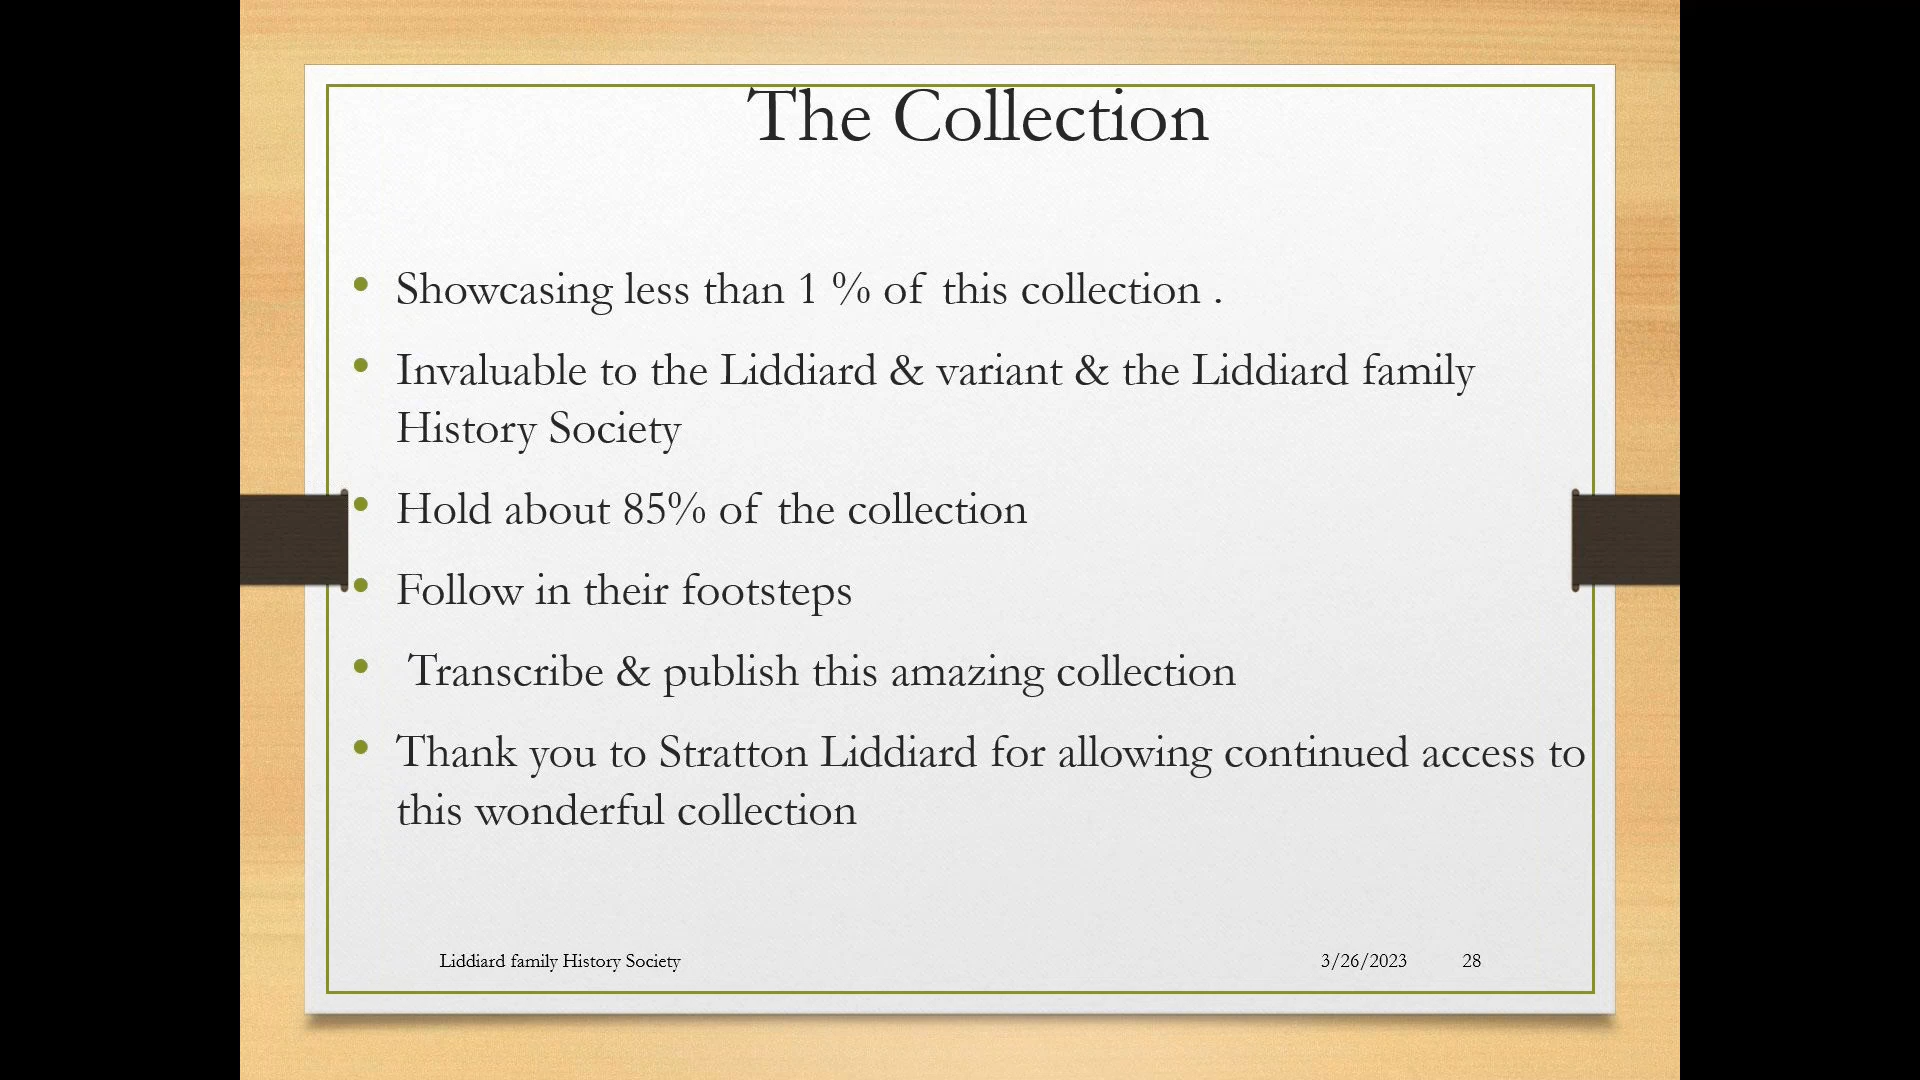 The Collection
• Showcasing less than 1 % of this collection .
• Invaluable to the Liddiard & variant & the Liddiard family
History Society
• Hold about 85% of the collection
• Follow in their footsteps
• Transcribe & publish this amazing collection
• Thank you to Stratton Liddiard for allowing continued access to
this wonderful collection
Liddiard family History Society 3/26/2023 28